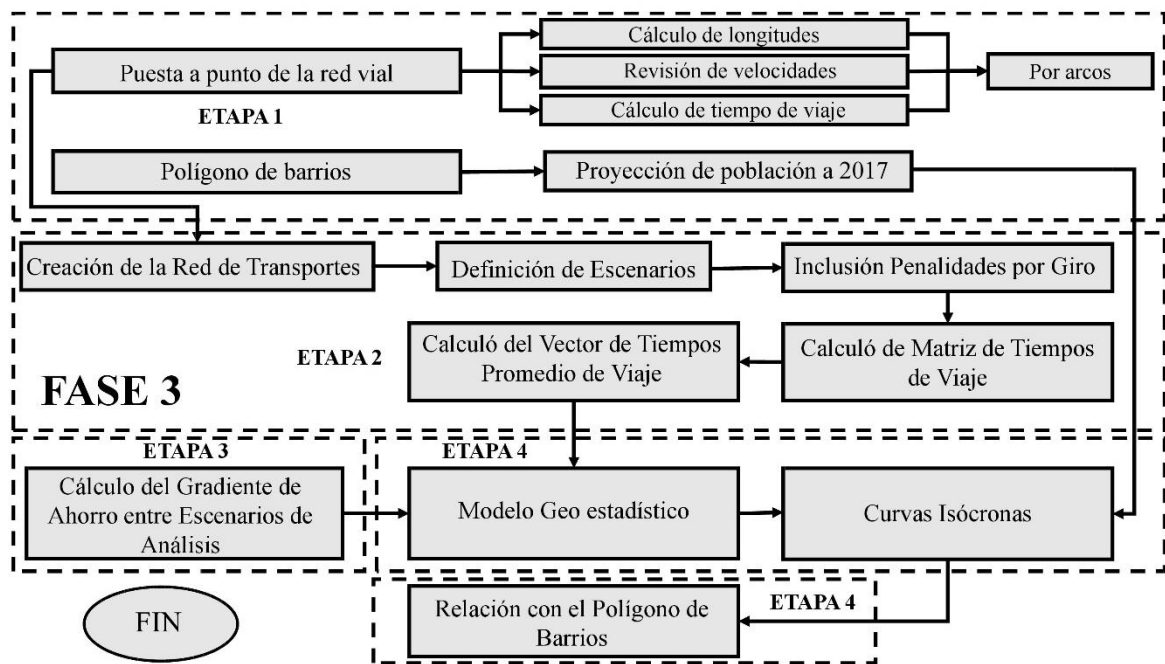 Cálculo de longitudes
Puesta a punto de la red vial
Revisión de velocidades
Por arcos
ETAPA 1
Cálculo de tiempo de viaje
Polígono de barrios
Proyección de población a 2017
Creación de la Red de Transportes
Definición de Escenarios
Inclusión Penalidades por Giro
ETAPA 2
Calculó del Vector de Tiempos
Promedio de Viaje
Calculó de Matriz de Tiempos
de Viaje
FASE 3
ETAPA 3
Cálculo del Gradiente de
Ahorro entre Escenarios de
Análisis
ETAPA 4
Modelo Geo estadístico
Curvas Isócronas
FIN
Relación con el Polígono de
Barrios
ETAPA 4